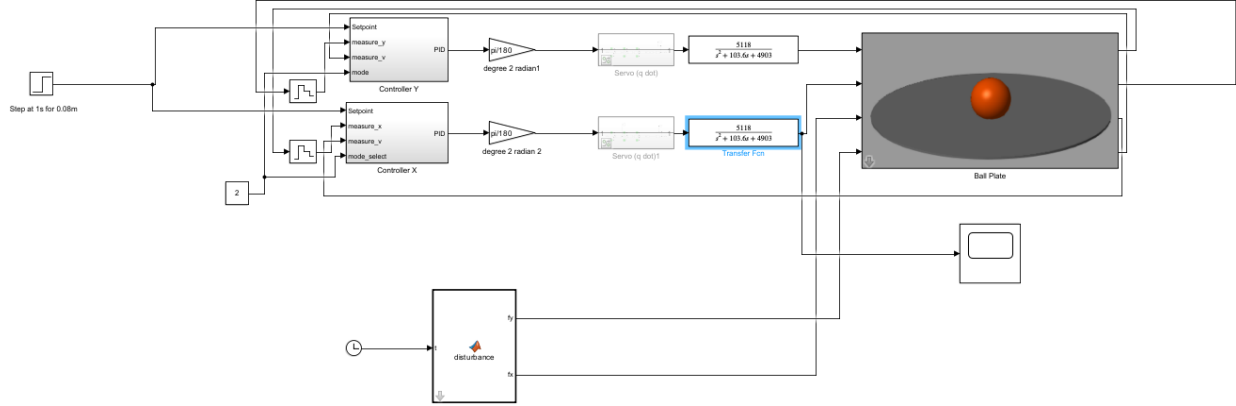 Setpoint
measure_y
measure_v
mode
PID
Controller Y
pi/180
degree 2 radian1
Servo (q dot)
5118
s² + 103.6s + 4903
Step at 1s for 0.08m
Setpoint
measure_x
measure_v
mode_select
PID
Controller X
pi/180
degree 2 radian 2
Servo (q dot)1
5118
s² + 103.6s + 4903
Transfer Fcn
Ball Plate
2
t
disturbance
fy
fx